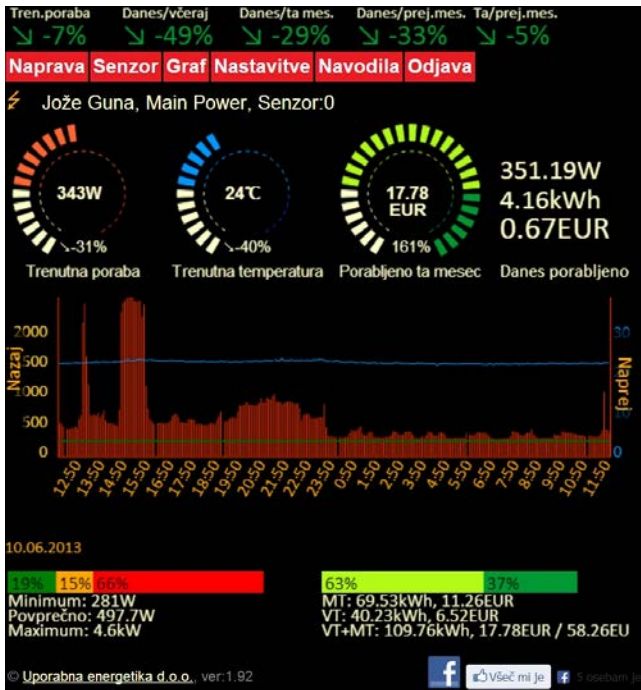 Tren.poraba Danes/včeraj Danes/ta mes. Danes/prej.mes. Ta/prej.mes.
↘ -7% ↘ -49% ↘ -29% ↘ -33% ↘ -5%
Naprava Senzor Graf Nastavitve Navodila Odjava
Jože Guna, Main Power, Senzor:0
343W 24℃ 17.78 EUR
351.19W
4.16kWh
0.67EUR
↘-31% ↘-40% 161%
Trenutna poraba Trenutna temperatura Porabljeno ta mesec Danes porabljeno
Nazaj
2000
1500
1000
500
0
30
10
0
Naprej
12:50 13:50 14:50 15:50 16:50 17:50 18:50 19:50 20:50 21:50 22:50 23:50 0:50 1:50 2:50 3:50 4:50 5:50 6:50 7:50 8:50 9:50 10:50 11:50
10.06.2013
19% 15% 66% 63% 37%
Minimum: 281W
Povprečno: 497.7W
Maximum: 4.6kW
MT: 69.53kWh, 11.26EUR
VT: 40.23kWh, 6.52EUR
VT+MT: 109.76kWh, 17.78EUR / 58.26EU
© Uporabna energetika d.o.o., ver:1.92
f Všeč mi je f 5 osebam je